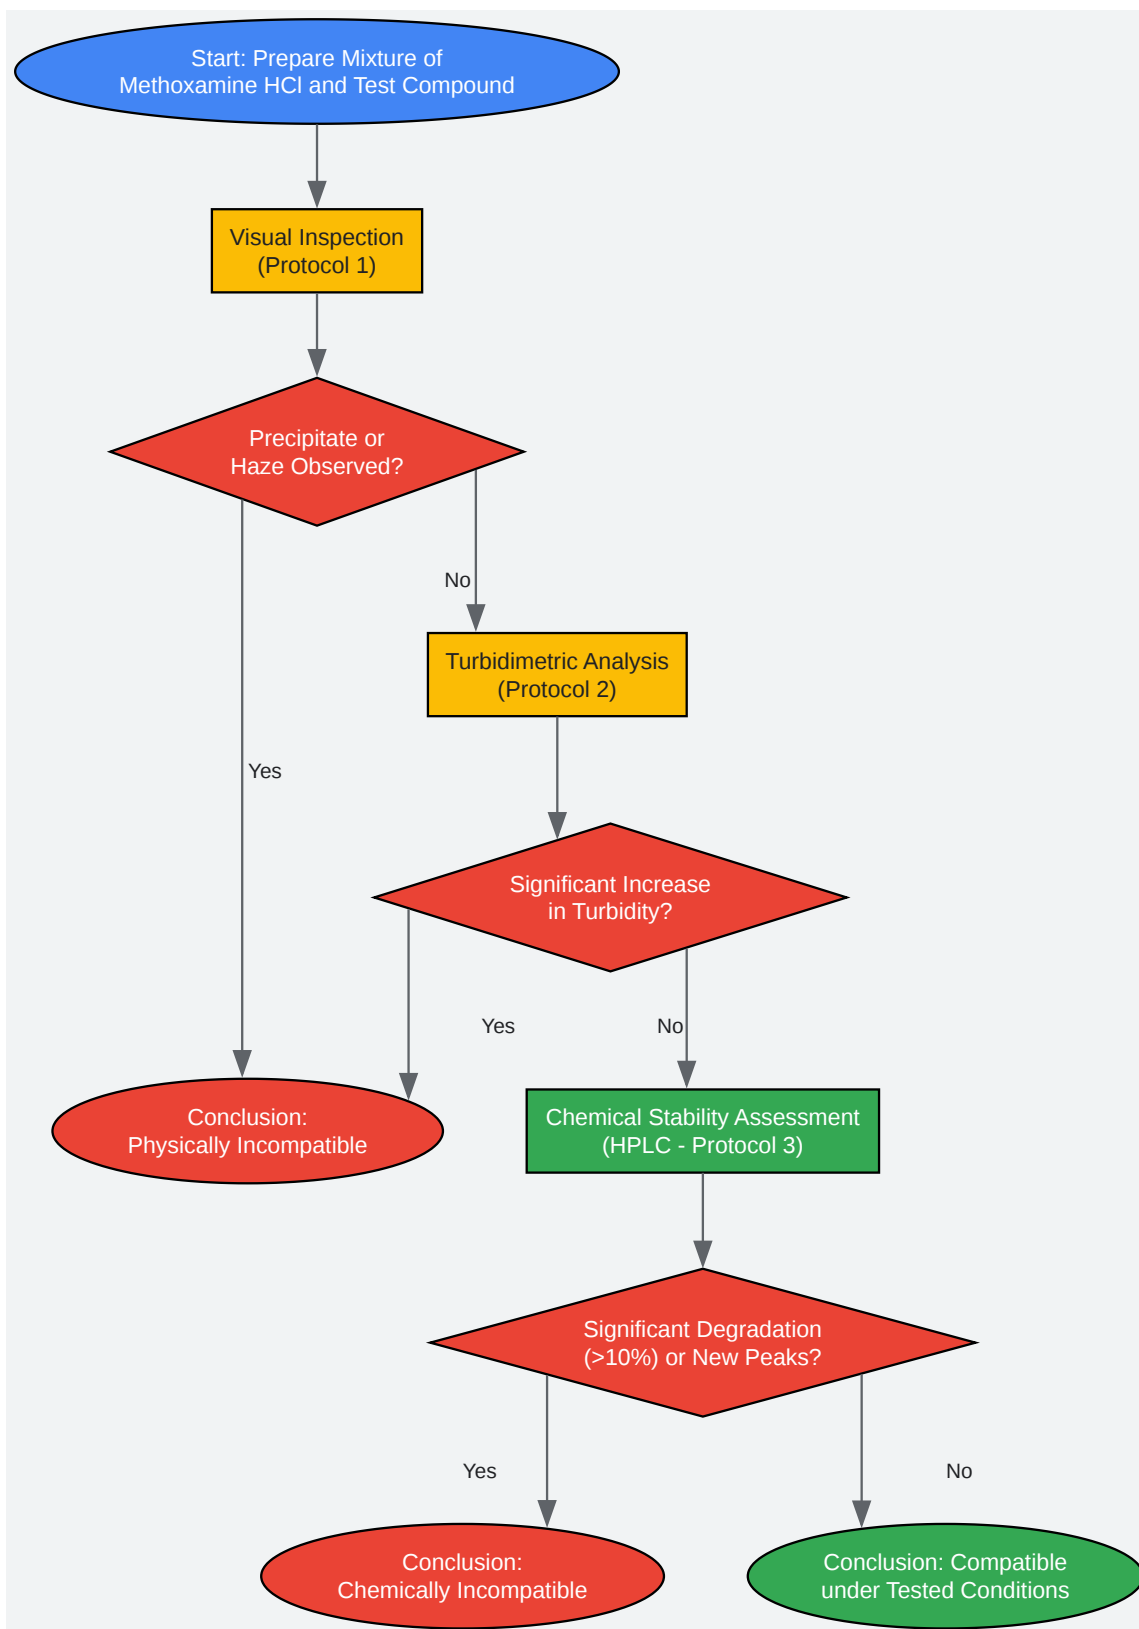 Start: Prepare Mixture of
Methoxamine HCl and Test Compound
Visual Inspection
(Protocol 1)
Precipitate or
Haze Observed?
No
Turbidimetric Analysis
(Protocol 2)
Yes
Significant Increase
in Turbidity?
Yes
No
Conclusion:
Physically Incompatible
Chemical Stability Assessment
(HPLC - Protocol 3)
Significant Degradation
(>10%) or New Peaks?
Yes
No
Conclusion:
Chemically Incompatible
Conclusion: Compatible
under Tested Conditions